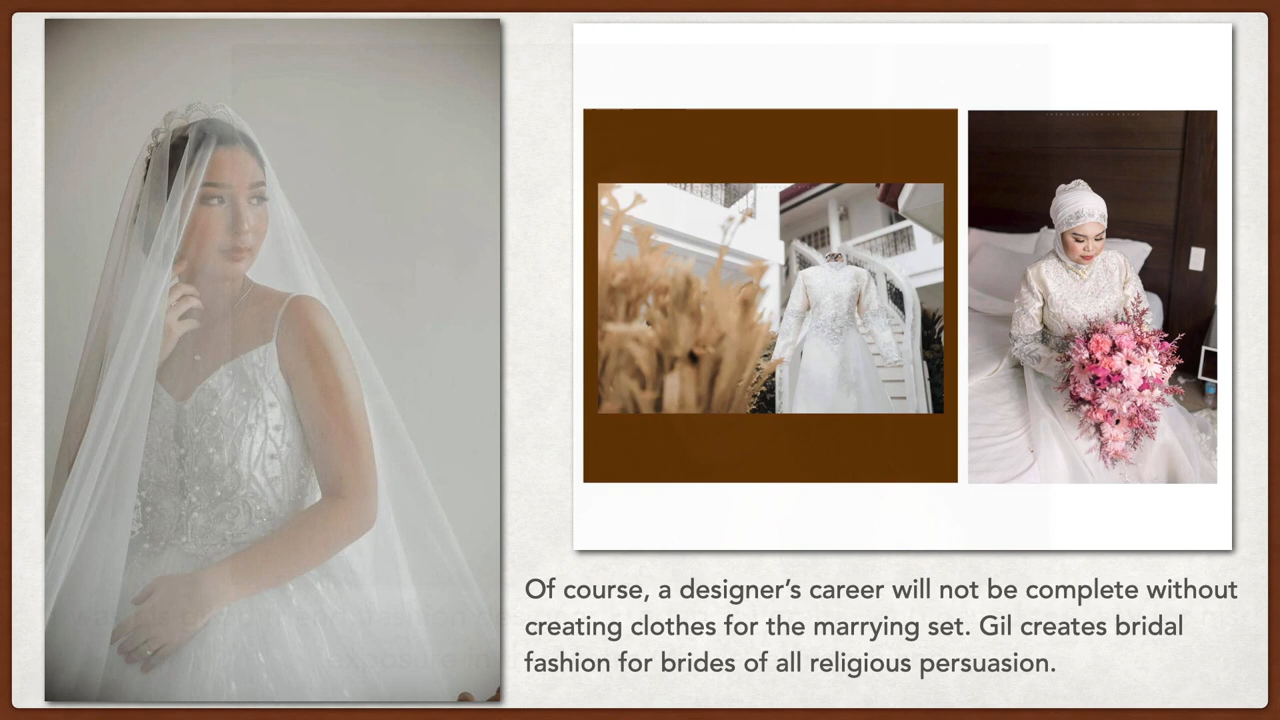 Of course, a designer’s career will not be complete without
creating clothes for the marrying set. Gil creates bridal
fashion for brides of all religious persuasion.